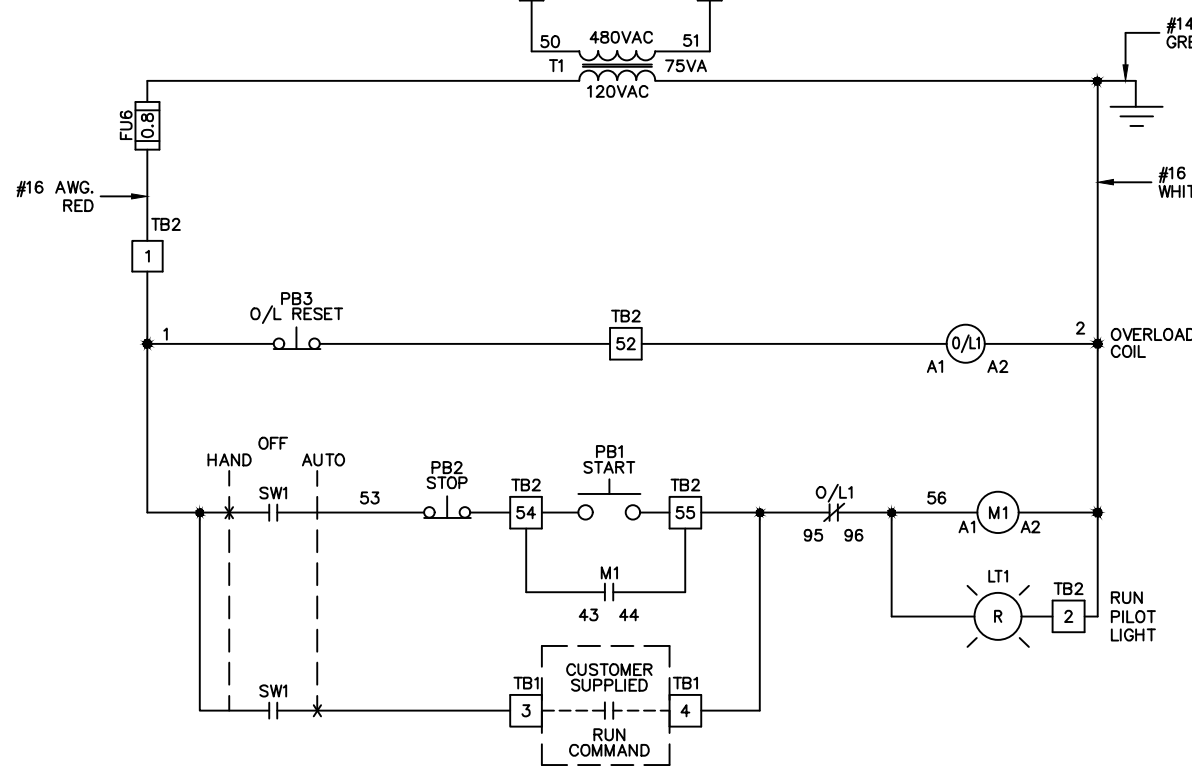 50
480VAC
51
T1
75VA
120VAC
#14
GRE
FU6
0.8
#16 AWG.
RED
#16
WHIT
TB2
1
PB3
O/L RESET
1
TB2
52
O/L1
A1
A2
2
OVERLOAD
COIL
OFF
HAND
AUTO
SW1
53
PB2
STOP
TB2
54
PB1
START
TB2
55
O/L1
95
96
56
M1
A1
A2
M1
43
44
LT1
R
TB2
2
RUN
PILOT
LIGHT
SW1
TB1
3
CUSTOMER
SUPPLIED
TB1
4
RUN
COMMAND